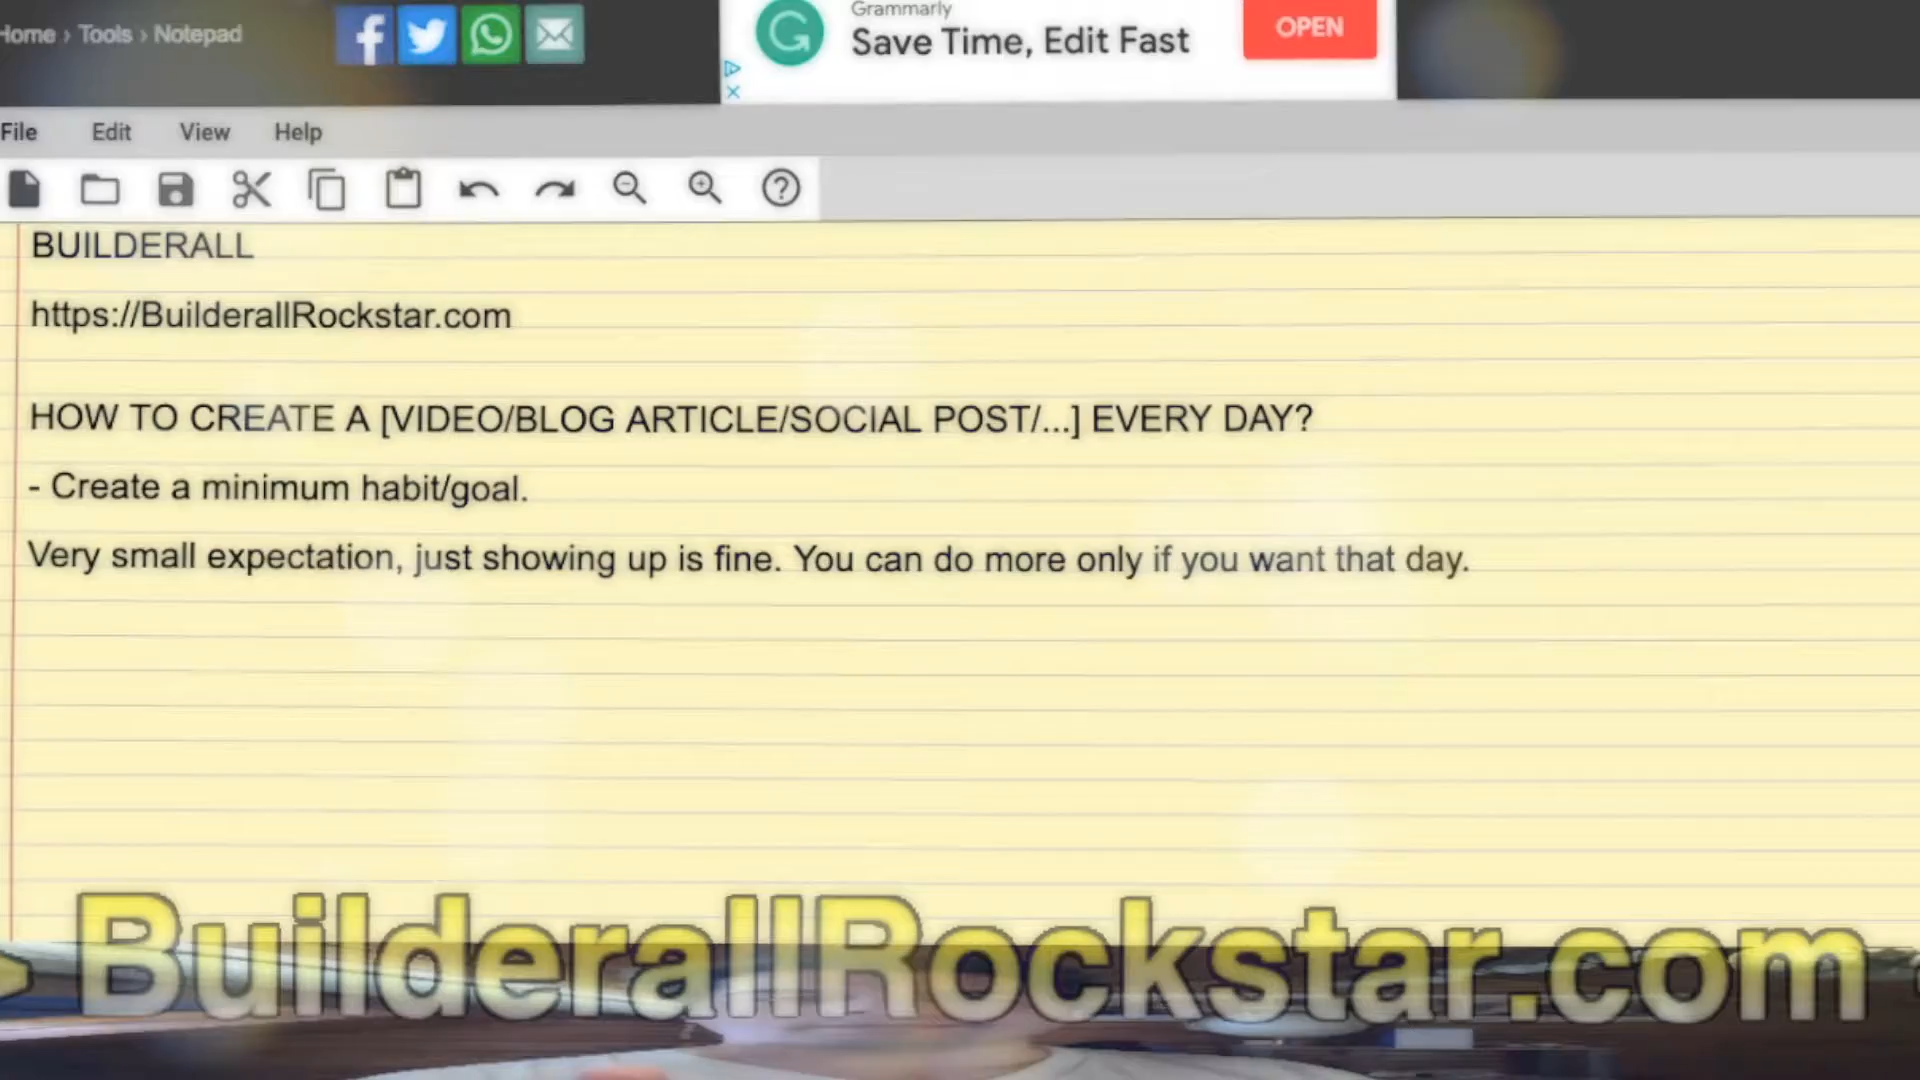 Home › Tools › Notepad
Grammarly
Save Time, Edit Fast
OPEN
File Edit View Help
BUILDERALL
https://BuilderallRockstar.com
HOW TO CREATE A [VIDEO/BLOG ARTICLE/SOCIAL POST/...] EVERY DAY?
- Create a minimum habit/goal.
Very small expectation, just showing up is fine. You can do more only if you want that day.
BuilderallRockstar.com